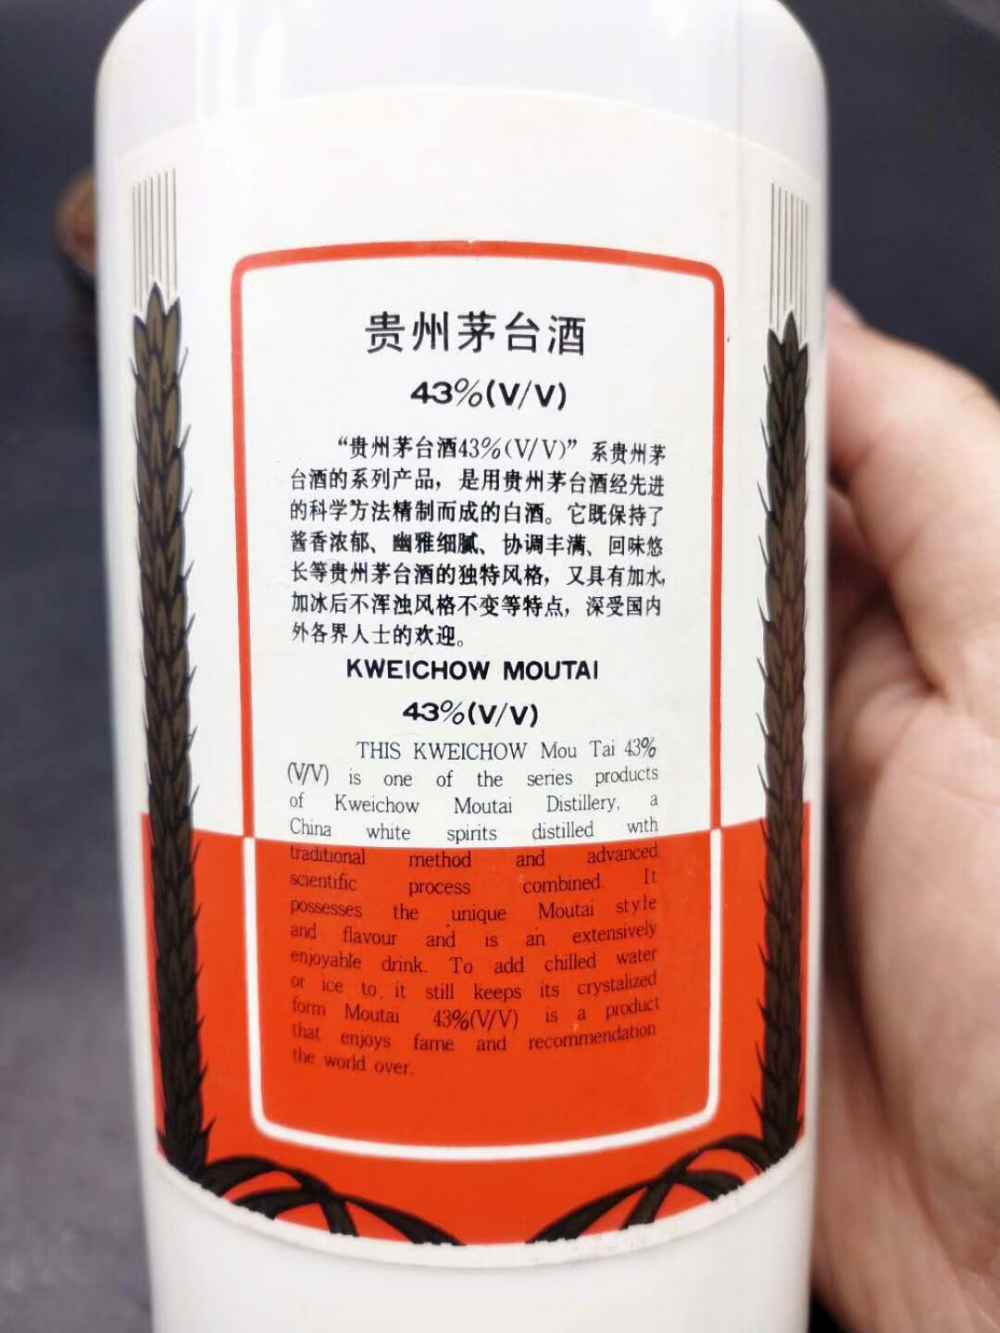 贵州茅台酒
43%(V/V)
“贵州茅台酒43%(V/V)”系贵州茅
台酒的系列产品，是用贵州茅台酒经先进
的科学方法精制而成的白酒。它既保持了
酱香浓郁、幽雅细腻、协调丰满、回味悠
长等贵州茅台酒的独特风格，又具有加水,
加冰后不浑浊风格不变等特点，深受国内
外各界人士的欢迎。
KWEICHOW MOUTAI
43%(V/V)
THIS KWEICHOW Mou Tai 43%
(V/V) is one of the series products
of Kweichow Moutai Distillery, a
China white spirits distilled with
traditional method and advanced
scientific process combined. It
possesses the unique Moutai style
and flavour and is an extensively
enjoyable drink. To add chilled water
or ice to, it still keeps its crystalized
form Moutai 43%(V/V) is a product
that enjoys fame and recommendation
the world over.